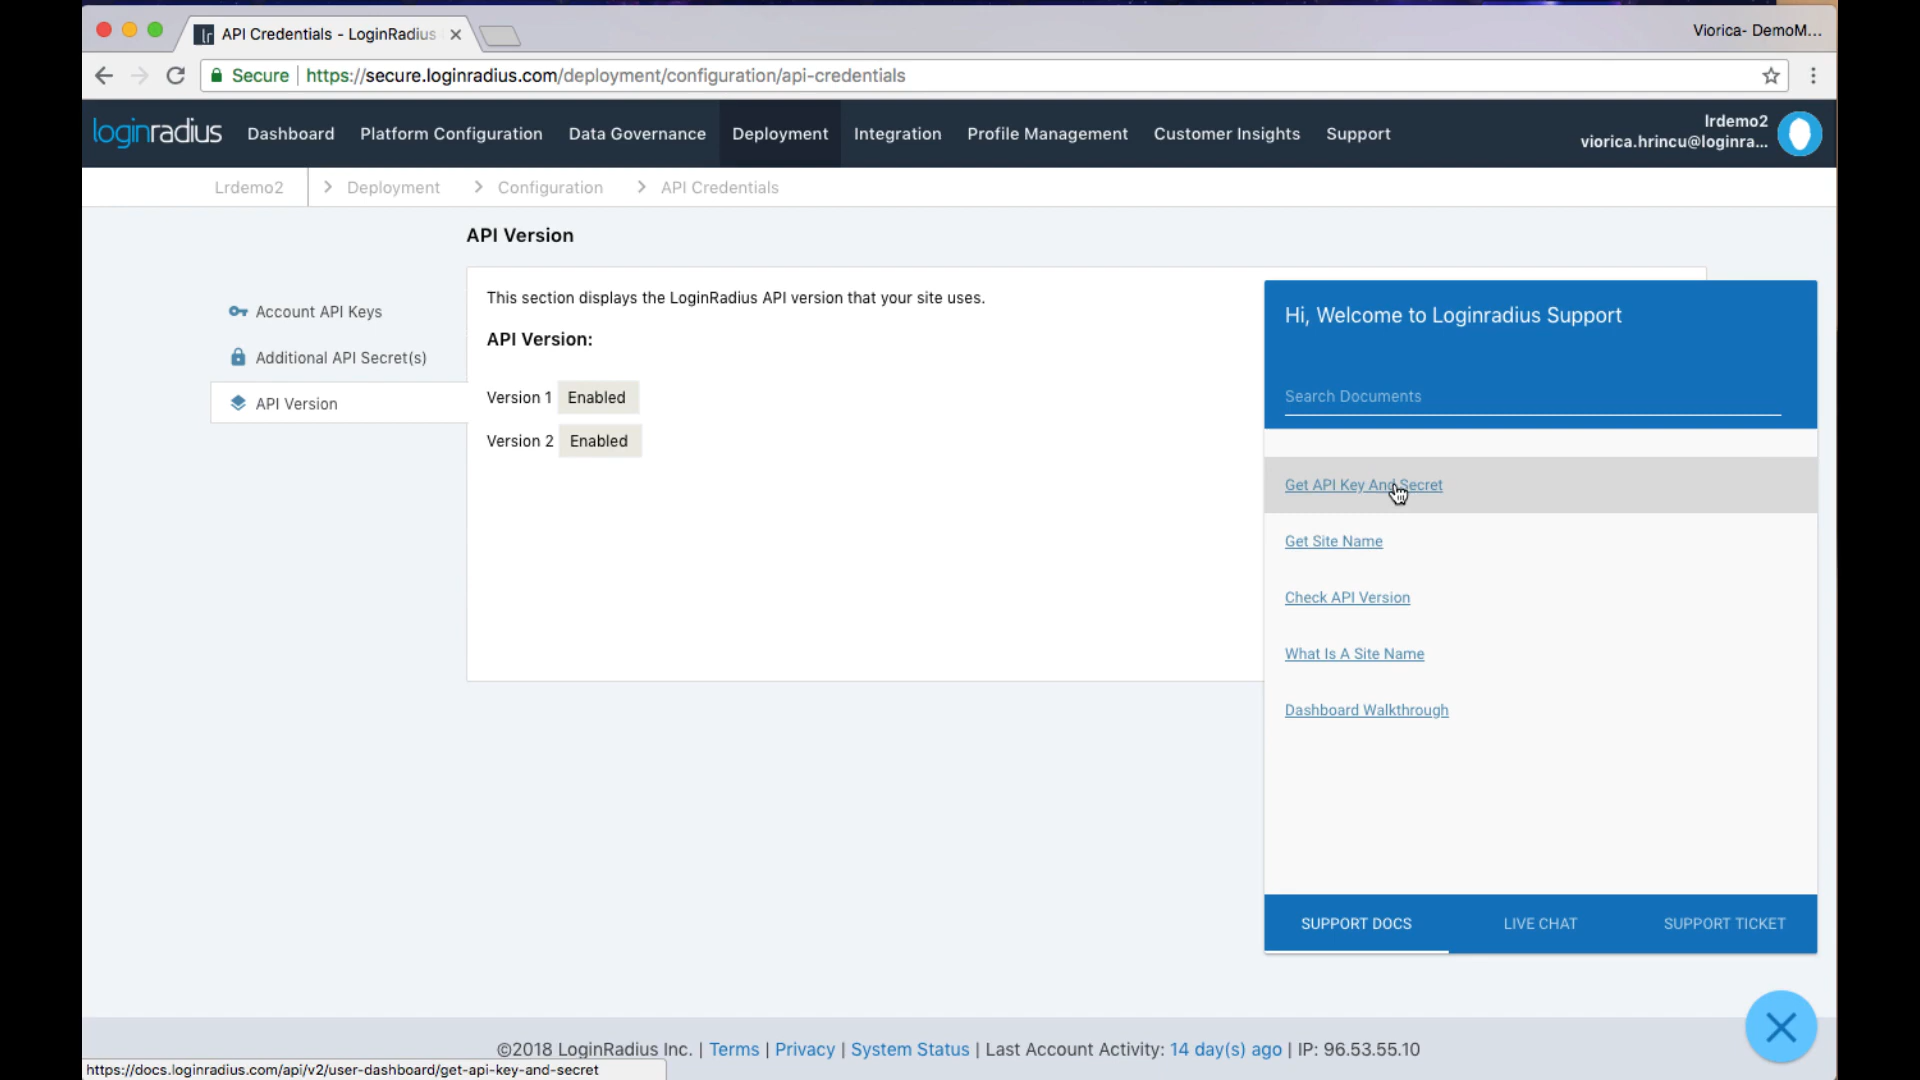 lr API Credentials - LoginRadius
Viorica- DemoM...
Secure | https://secure.loginradius.com/deployment/configuration/api-credentials
loginradius Dashboard Platform Configuration Data Governance Deployment Integration Profile Management Customer Insights Support
lrdemo2
viorica.hrincu@loginra...
Lrdemo2 Deployment Configuration API Credentials
API Version
Account API Keys
Additional API Secret(s)
API Version
This section displays the LoginRadius API version that your site uses.
API Version:
Version 1 Enabled
Version 2 Enabled
Hi, Welcome to Loginradius Support
Search Documents
Get API Key And Secret
Get Site Name
Check API Version
What Is A Site Name
Dashboard Walkthrough
SUPPORT DOCS LIVE CHAT SUPPORT TICKET
©2018 LoginRadius Inc. | Terms | Privacy | System Status | Last Account Activity: 14 day(s) ago | IP: 96.53.55.10
https://docs.loginradius.com/api/v2/user-dashboard/get-api-key-and-secret